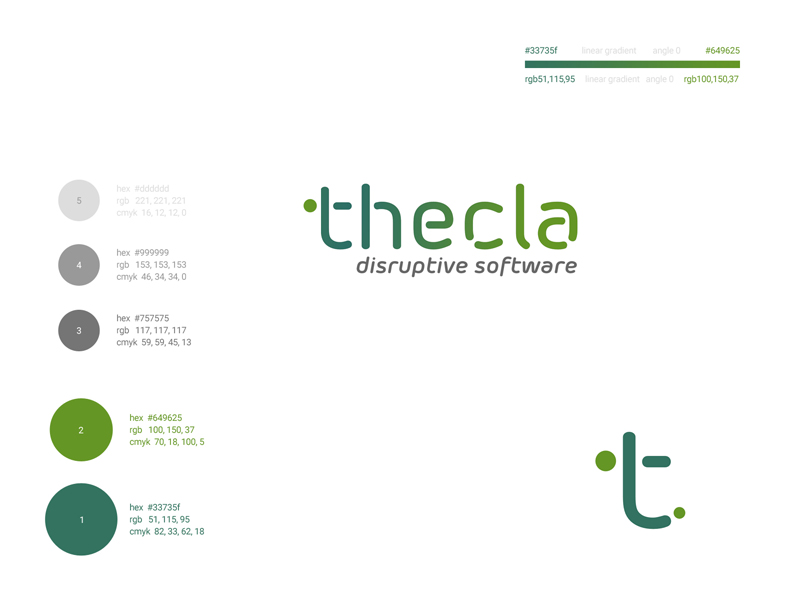 #33735f linear gradient angle 0 #649625
rgb51,115,95 linear gradient angle 0 rgb100,150,37
5
hex #dddddd
rgb 221, 221, 221
cmyk 16, 12, 12, 0
4
hex #999999
rgb 153, 153, 153
cmyk 46, 34, 34, 0
3
hex #757575
rgb 117, 117, 117
cmyk 59, 59, 45, 13
2
hex #649625
rgb 100, 150, 37
cmyk 70, 18, 100, 5
1
hex #33735f
rgb 51, 115, 95
cmyk 82, 33, 62, 18
thecla
disruptive software
t